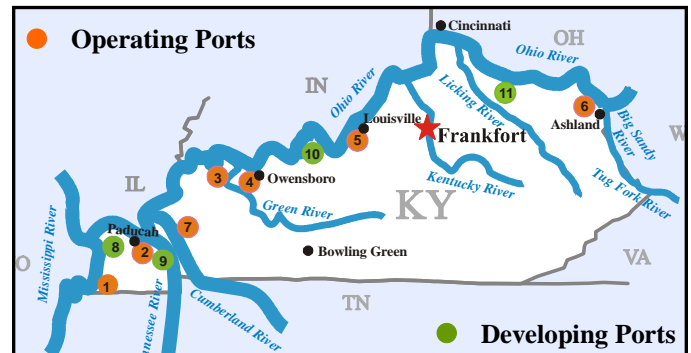 Cincinnati
OH
Operating Ports
Ohio River
IN
Ohio River
Licking River
11
6
Louisville
Ashland
Big Sandy
River
5
Frankfort
10
3
4
Owensboro
Kentucky River
Tug Fork River
IL
KY
Green River
7
Paducah
8
2
9
Bowling Green
VA
Mississippi River
1
TN
Cumberland River
Developing Ports